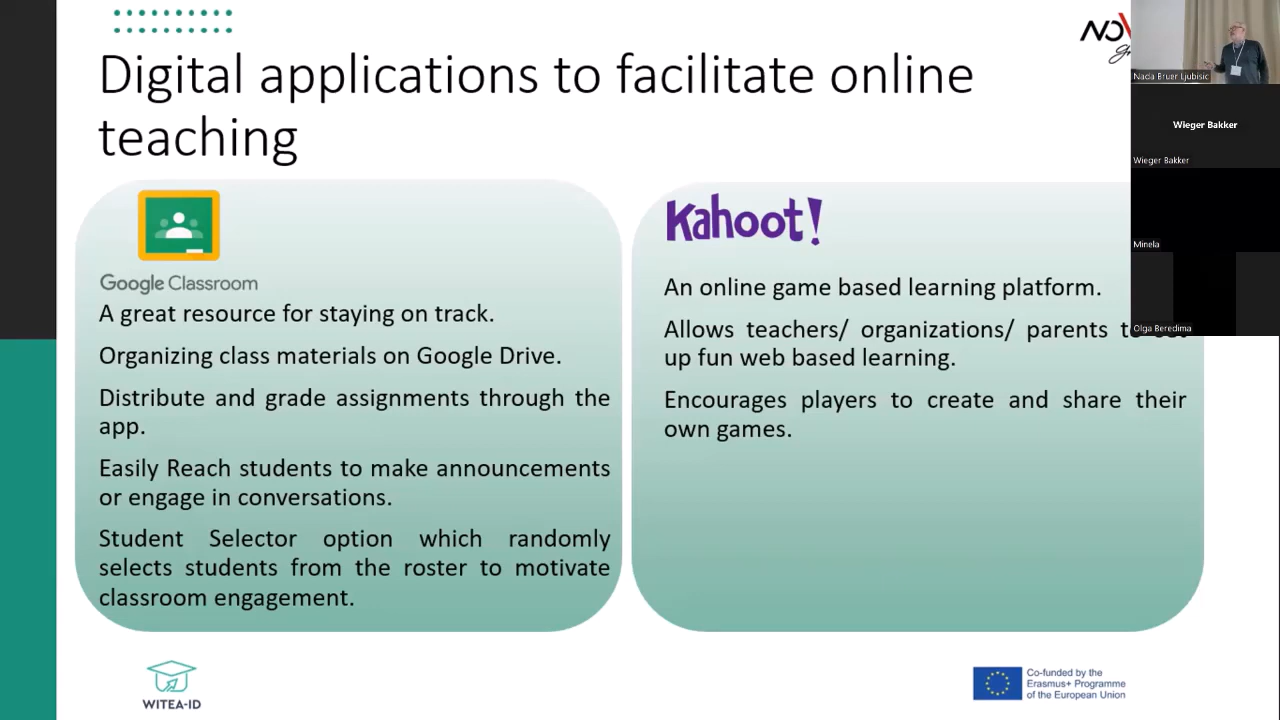 Digital applications to facilitate online
teaching
Google Classroom
A great resource for staying on track.
Organizing class materials on Google Drive.
Distribute and grade assignments through the
app.
Easily Reach students to make announcements
or engage in conversations.
Student Selector option which randomly
selects students from the roster to motivate
classroom engagement.
Kahoot!
An online game based learning platform.
Allows teachers/ organizations/ parents
up fun web based learning.
Encourages players to create and share their
own games.
WITEA-ID
Co-funded by the
Erasmus+ Programme
of the European Union
Nada Bruer Ljubisic
Wieger Bakker
Wieger Bakker
Minela
Olga Beredima